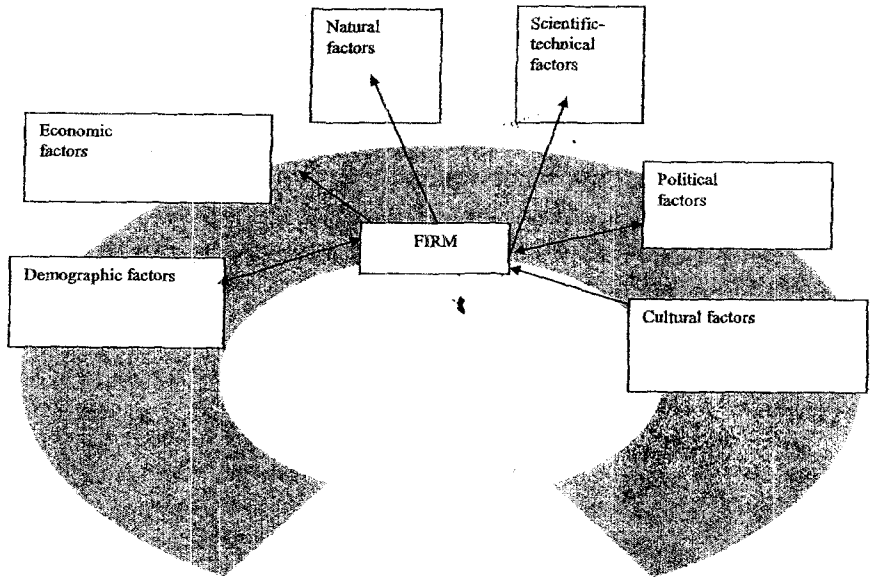 Natural
factors
Scientific-
technical
factors
Economic
factors
Political
factors
FIRM
Demographic factors
Cultural factors